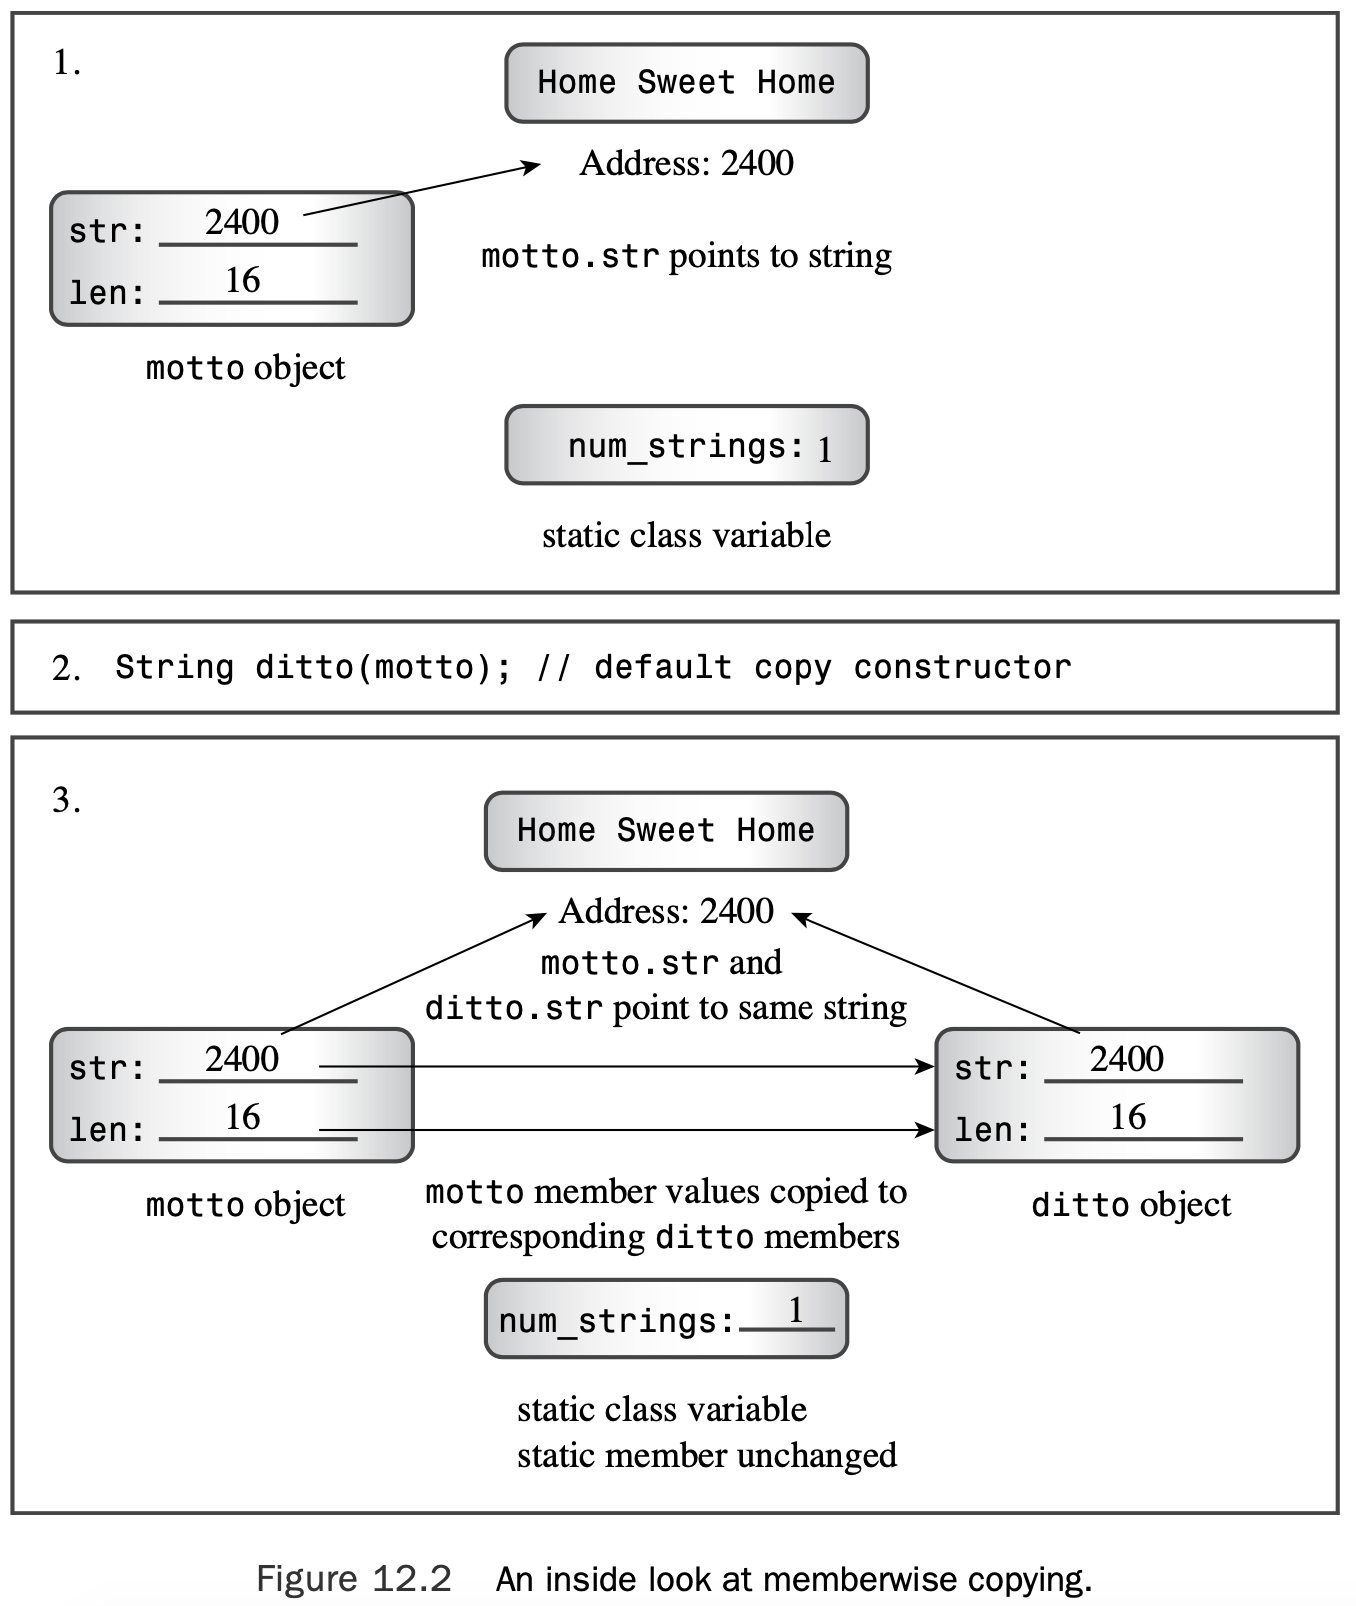 1.
Home Sweet Home
Address: 2400
str: 2400
motto.str points to string
len: 16
motto object
num_strings: 1
static class variable
2. String ditto(motto); // default copy constructor
3.
Home Sweet Home
Address: 2400
motto.str and
ditto.str point to same string
str: 2400
len: 16
motto object
str: 2400
len: 16
ditto object
motto member values copied to
corresponding ditto members
num_strings: 1
static class variable
static member unchanged
Figure 12.2 An inside look at memberwise copying.